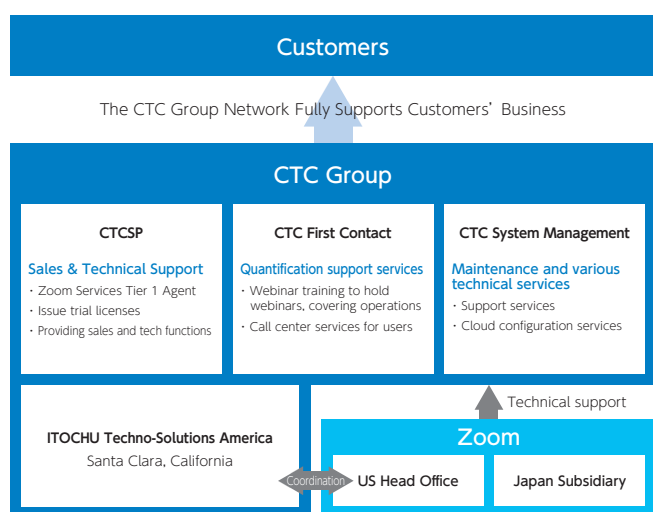 Customers
The CTC Group Network Fully Supports Customers’ Business
CTC Group
CTCSP
Sales & Technical Support
・Zoom Services Tier 1 Agent
・Issue trial licenses
・Providing sales and tech functions
CTC First Contact
Quantification support services
・Webinar training to hold
webinars, covering operations
・Call center services for users
CTC System Management
Maintenance and various
technical services
・Support services
・Cloud configuration services
ITOCHU Techno-Solutions America
Santa Clara, California
Technical support
Zoom
Coordination
US Head Office
Japan Subsidiary